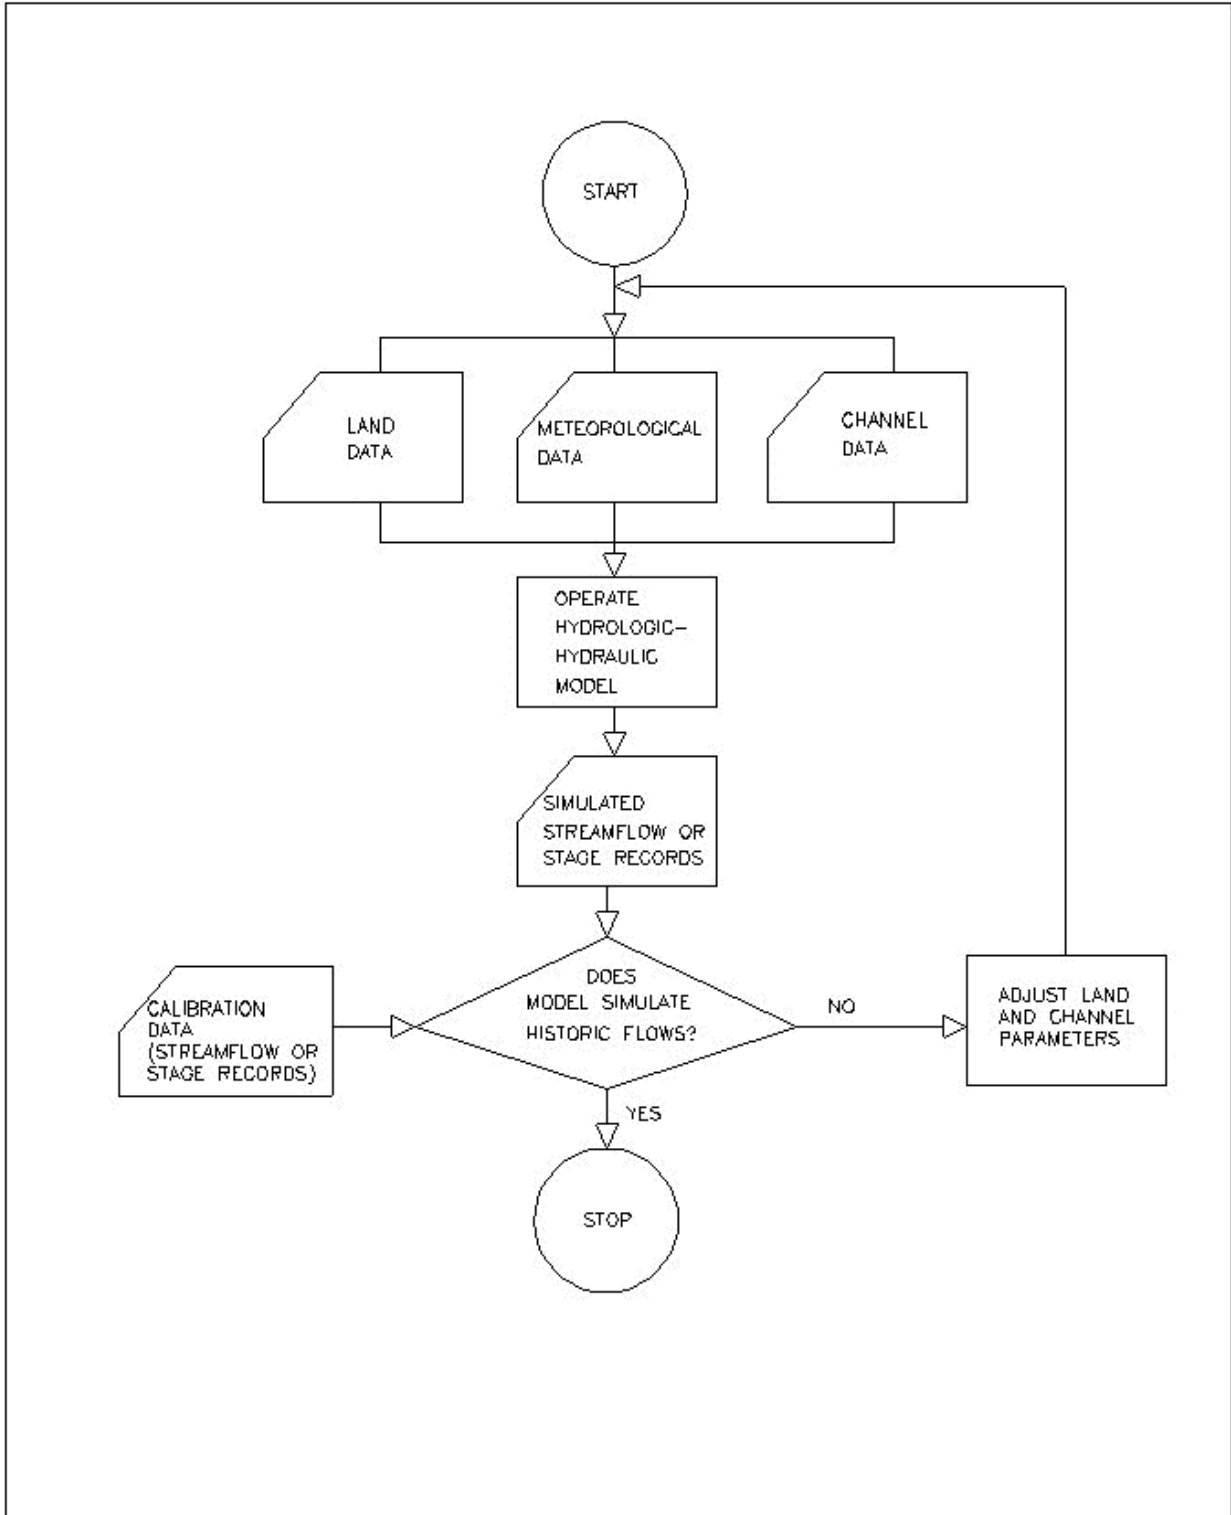 START
LAND
DATA
METEOROLOGICAL
DATA
CHANNEL
DATA
OPERATE
HYDROLOGIC-
HYDRAULIC
MODEL
SIMULATED
STREAMFLOW OR
STAGE RECORDS
CALIBRATION
DATA
(STREAMFLOW OR
STAGE RECORDS)
DOES
MODEL SIMULATE
HISTORIC FLOWS?
NO
ADJUST LAND
AND CHANNEL
PARAMETERS
YES
STOP